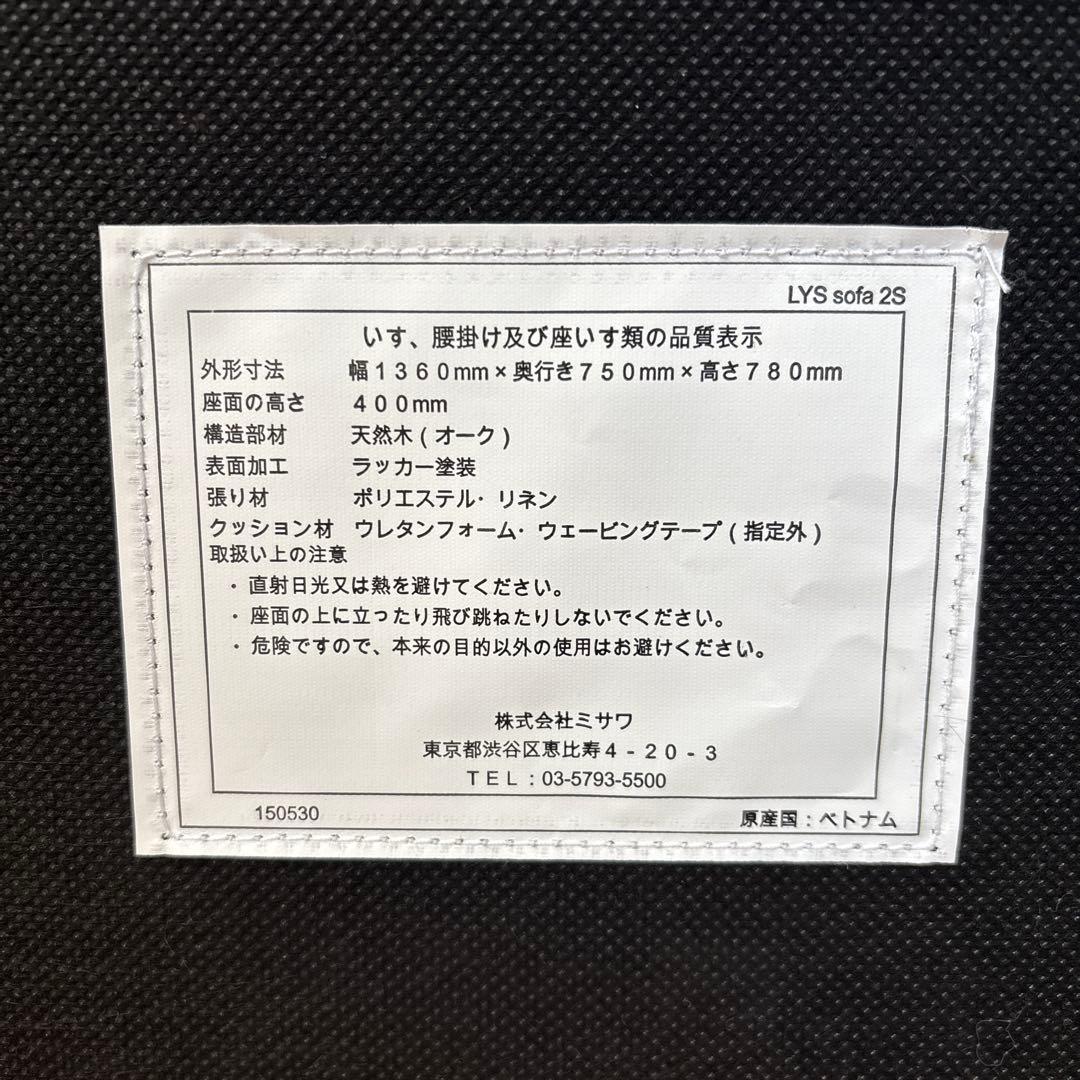 LYS sofa 2S
いす、腰掛け及び座いす類の品質表示
外形寸法 幅1360mm×奥行き750mm×高さ780mm
座面の高さ 400mm
構造部材 天然木(オーク)
表面加工 ラッカー塗装
張り材 ポリエステル・リネン
クッション材 ウレタンフォーム・ウェービングテープ(指定外)
取扱い上の注意
・直射日光又は熱を避けてください。
・座面の上に立ったり飛び跳ねたりしないでください。
・危険ですので、本来の目的以外の使用はお避けください。
株式会社ミサワ
東京都渋谷区恵比寿4-20-3
TEL:03-5793-5500
150530 原産国:ベトナム